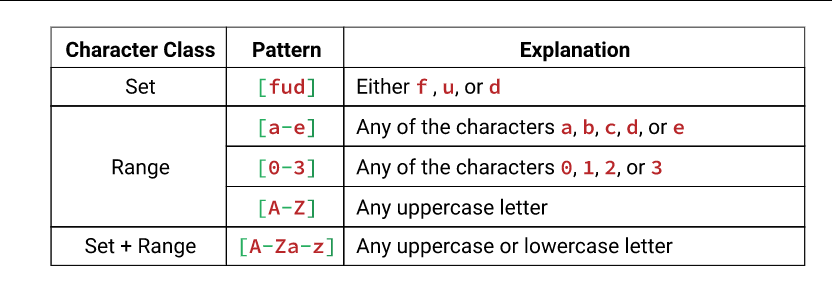 Character Class Pattern Explanation
Set [fud] Either f , u, or d
[a-e] Any of the characters a, b, c, d, or e
Range [0-3] Any of the characters 0, 1, 2, or 3
[A-Z] Any uppercase letter
Set + Range [A-Za-z] Any uppercase or lowercase letter